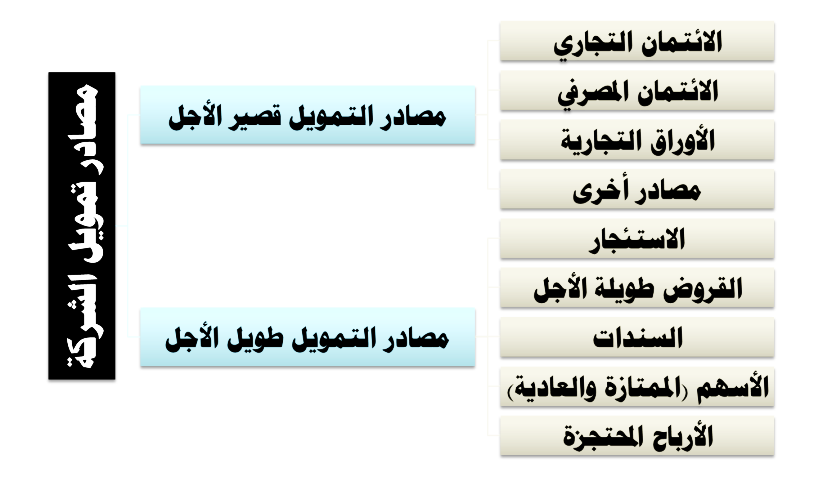 مصادر تمويل الشركة
مصادر التمويل قصير الأجل
الائتمان التجاري
الائتمان المصرفي
الأوراق التجارية
مصادر أخرى
مصادر التمويل طويل الأجل
الاستئجار
القروض طويلة الأجل
السندات
الأسهم (الممتازة والعادية)
الأرباح المحتجزة